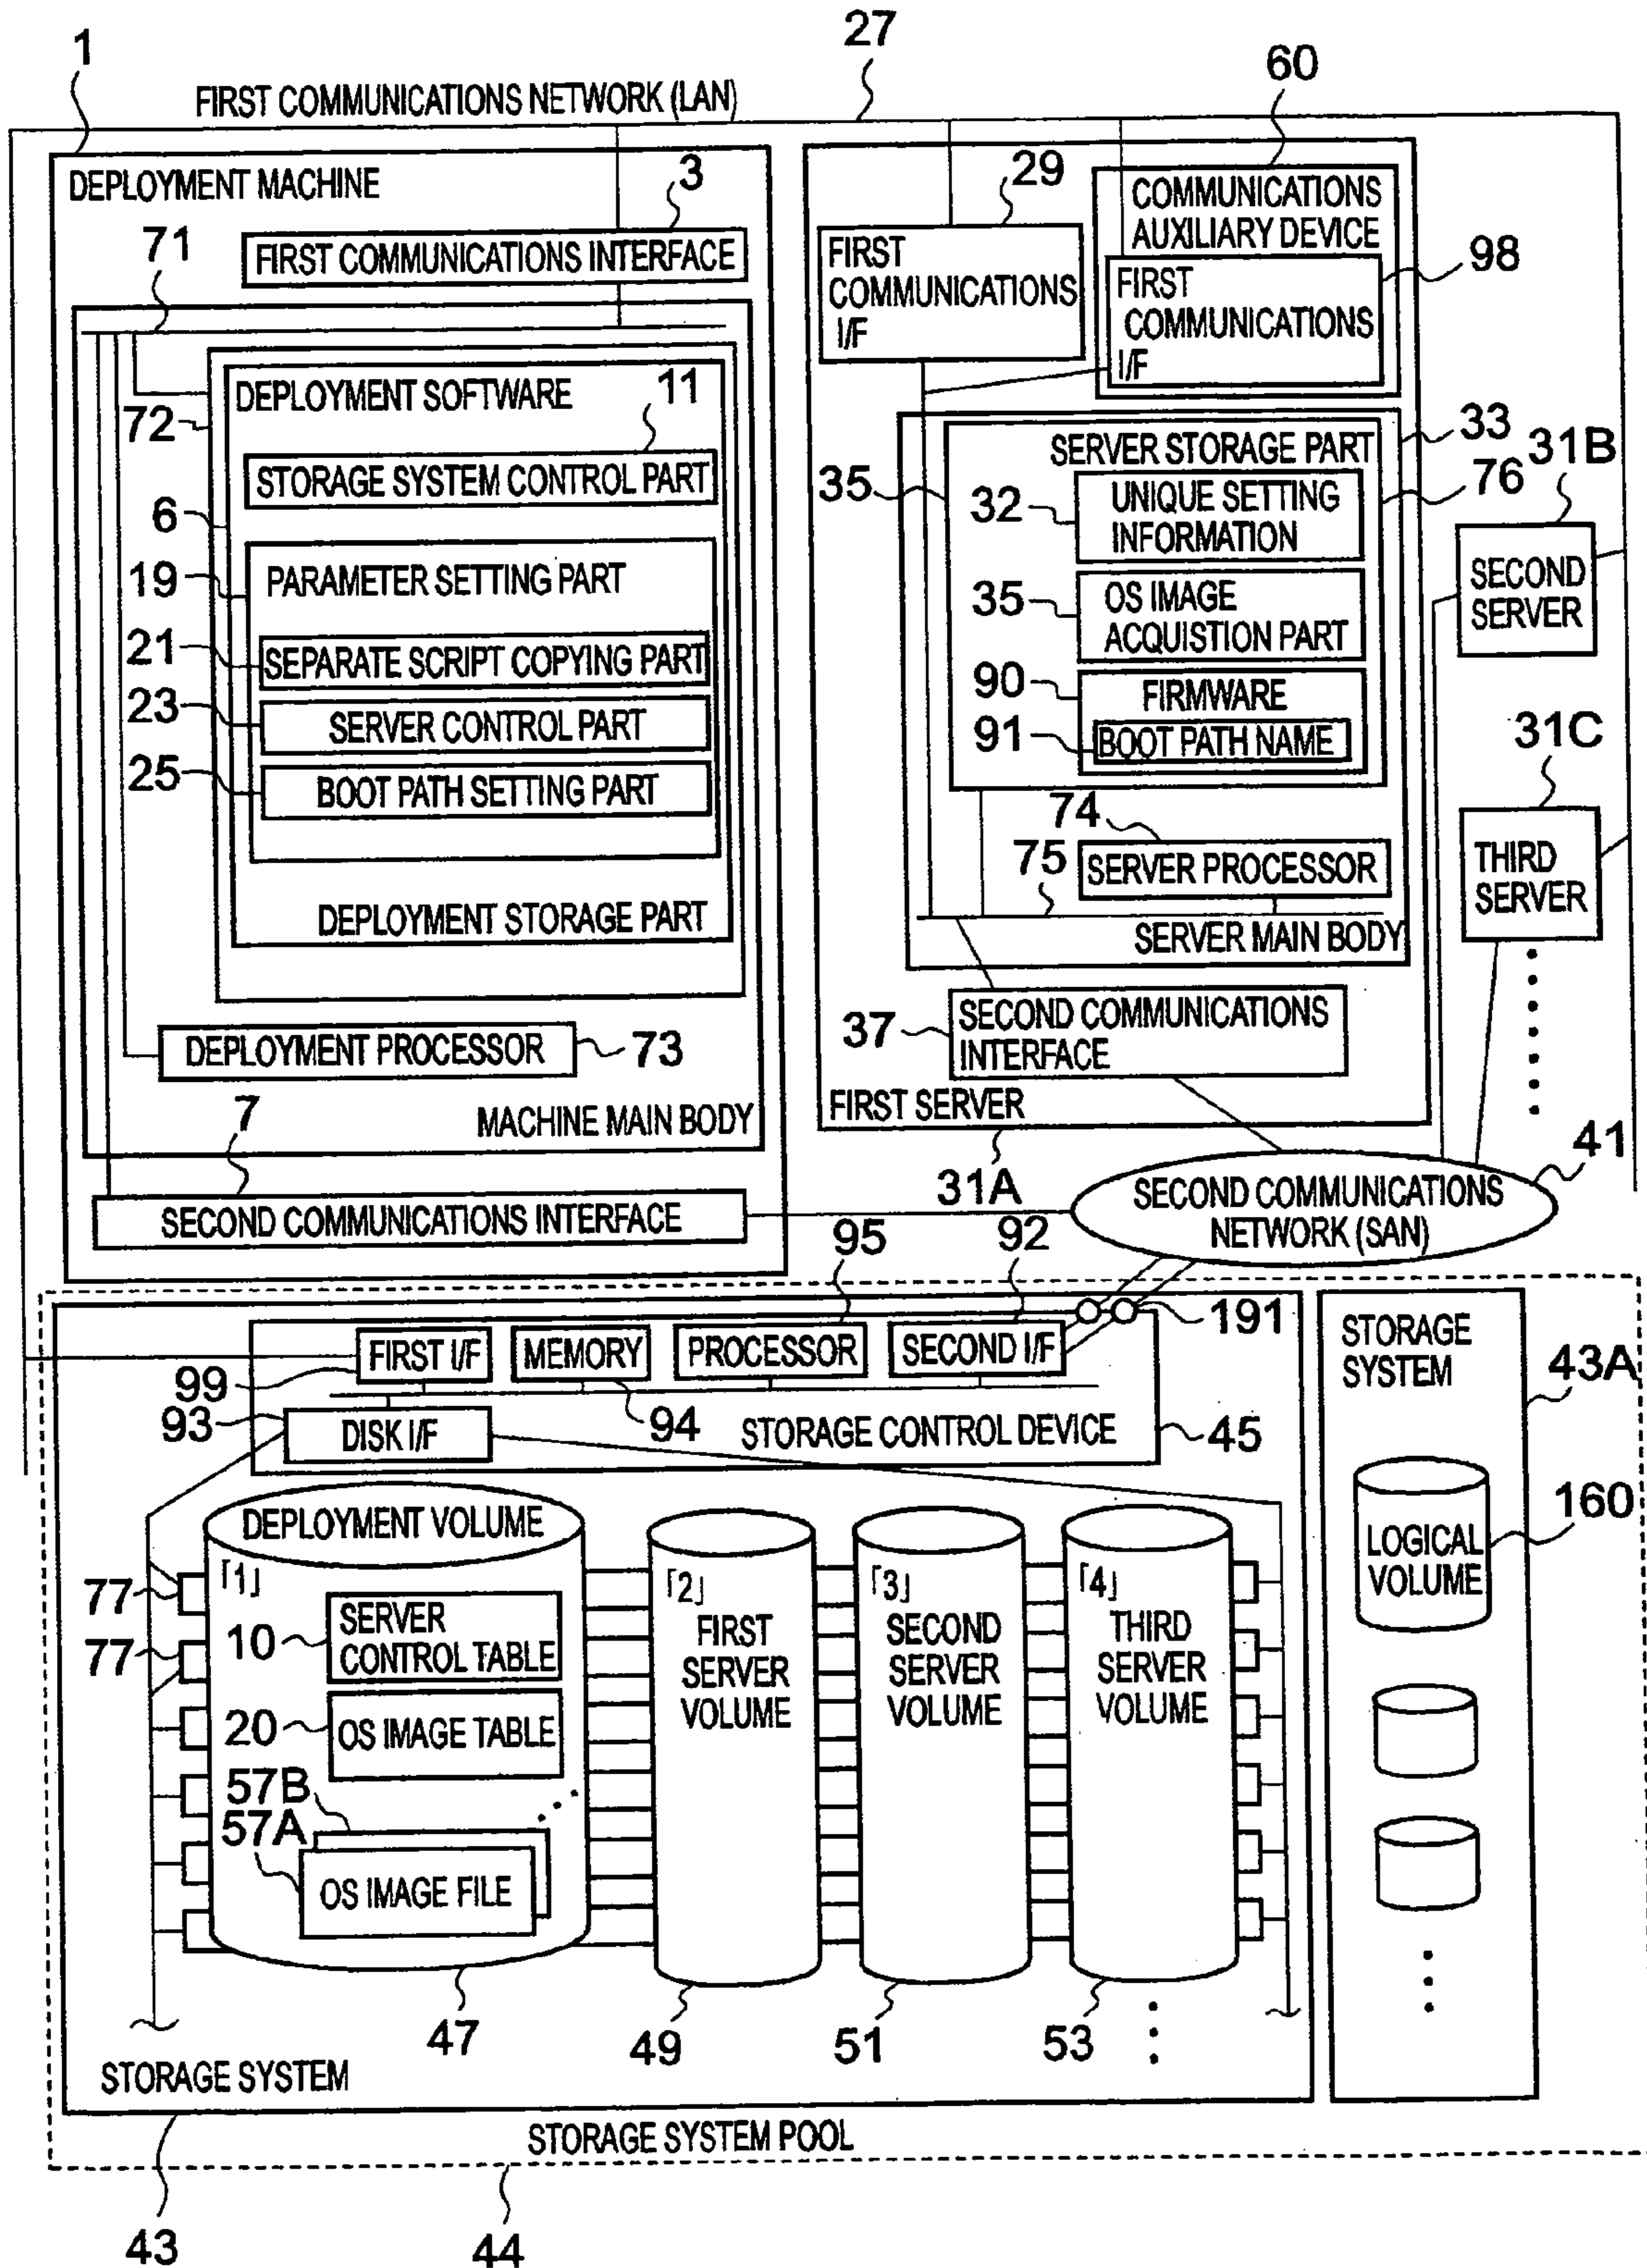 1
27
60
FIRST COMMUNICATIONS NETWORK (LAN)
DEPLOYMENT MACHINE
3
FIRST COMMUNICATIONS INTERFACE
71
72
DEPLOYMENT SOFTWARE
11
STORAGE SYSTEM CONTROL PART
6
19
PARAMETER SETTING PART
21
SEPARATE SCRIPT COPYING PART
23
SERVER CONTROL PART
25
BOOT PATH SETTING PART
DEPLOYMENT STORAGE PART
DEPLOYMENT PROCESSOR
73
MACHINE MAIN BODY
7
SECOND COMMUNICATIONS INTERFACE
29
FIRST
COMMUNICATIONS
I/F
COMMUNICATIONS
AUXILIARY DEVICE
98
FIRST
COMMUNICATIONS
I/F
33
SERVER STORAGE PART
35
76
32
UNIQUE SETTING
INFORMATION
35
OS IMAGE
ACQUISTION PART
90
FIRMWARE
91
BOOT PATH NAME
74
SERVER PROCESSOR
75
SERVER MAIN BODY
37
SECOND COMMUNICATIONS
INTERFACE
FIRST SERVER
31A
31B
SECOND
SERVER
31C
THIRD
SERVER
41
SECOND COMMUNICATIONS
NETWORK (SAN)
95
92
191
FIRST I/F
MEMORY
PROCESSOR
SECOND I/F
99
93
94
DISK I/F
STORAGE CONTROL DEVICE
45
STORAGE
SYSTEM
43A
LOGICAL
VOLUME
160
DEPLOYMENT VOLUME
「1」
77
77
10
SERVER
CONTROL TABLE
20
OS IMAGE TABLE
57B
57A
OS IMAGE FILE
「2」
FIRST
SERVER
VOLUME
「3」
SECOND
SERVER
VOLUME
「4」
THIRD
SERVER
VOLUME
47
49
51
53
STORAGE SYSTEM
STORAGE SYSTEM POOL
43
44